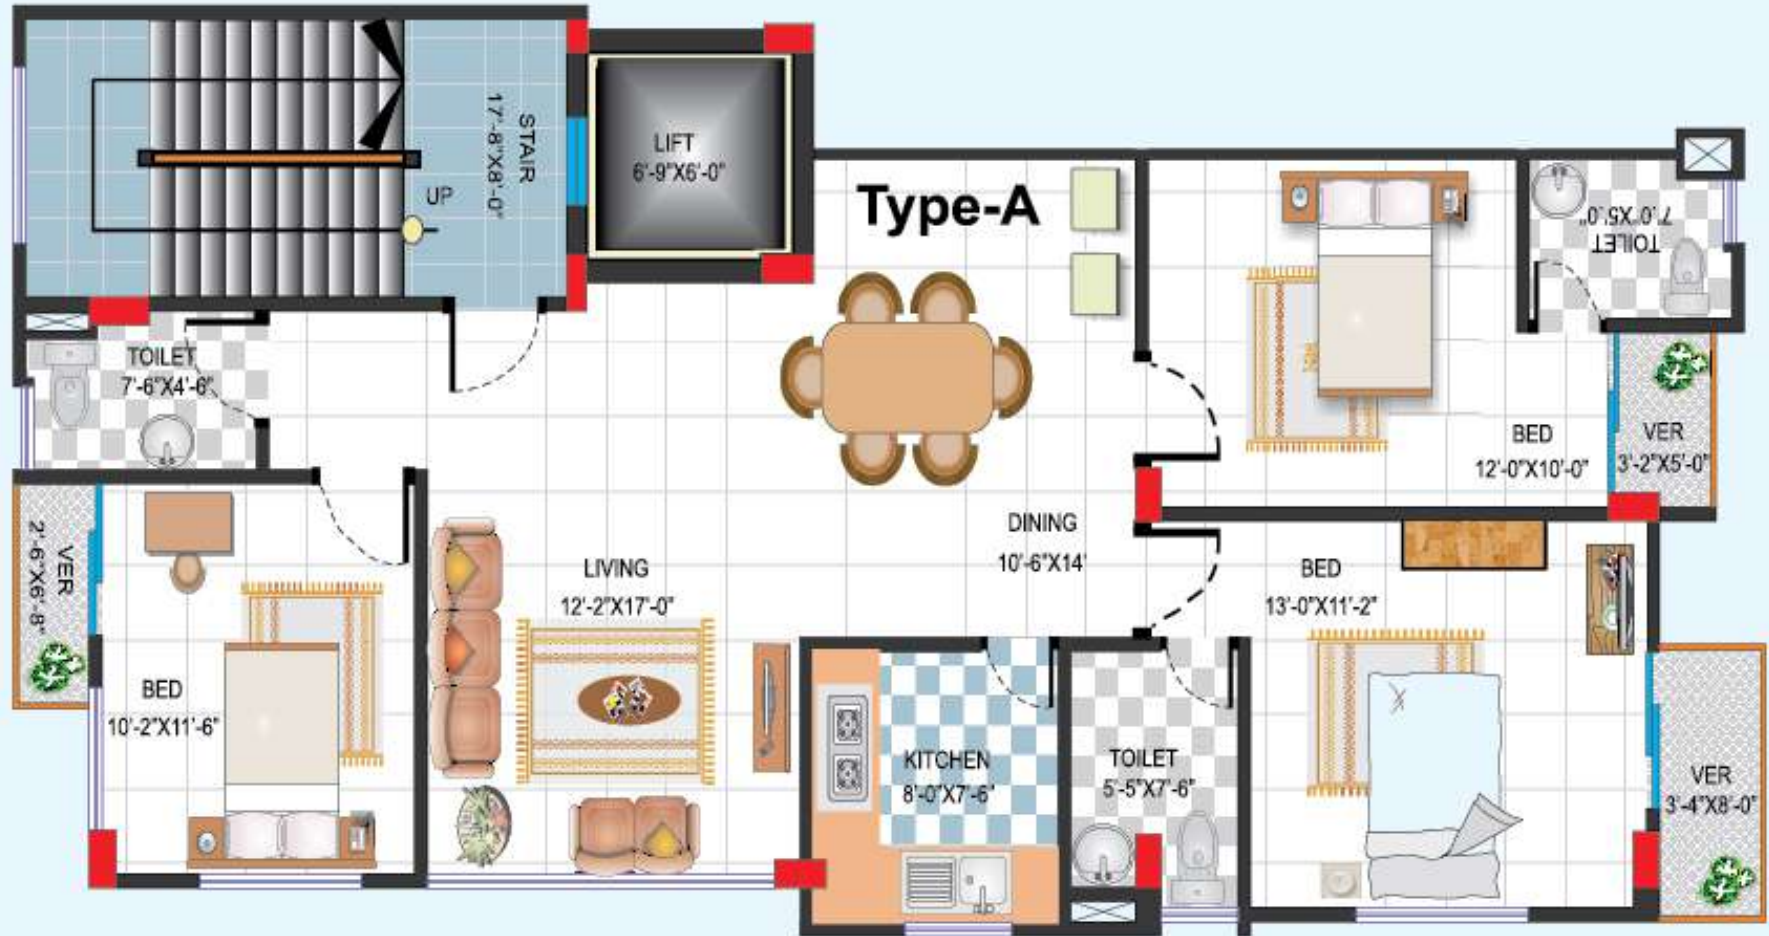 STAIR
17'-8"X8'-0"
UP
LIFT
6'-9"X6'-0"
Type-A
TOILET
7'.0"X5'.0"
TOILET
7'-6"X4'-6"
BED
12'-0"X10'-0"
VER
3'-2"X5'-0"
VER
2'-6"X6'-8"
LIVING
12'-2"X17'-0"
DINING
10'-6"X14'
BED
13'-0"X11'-2"
BED
10'-2"X11'-6"
KITCHEN
8'-0"X7'-6"
TOILET
5'-5"X7'-6"
VER
3'-4"X8'-0"